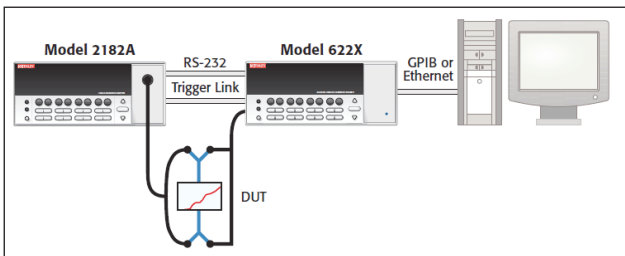 Model 2182A
RS-232
Model 622X
GPIB or
Ethernet
Trigger Link
DUT